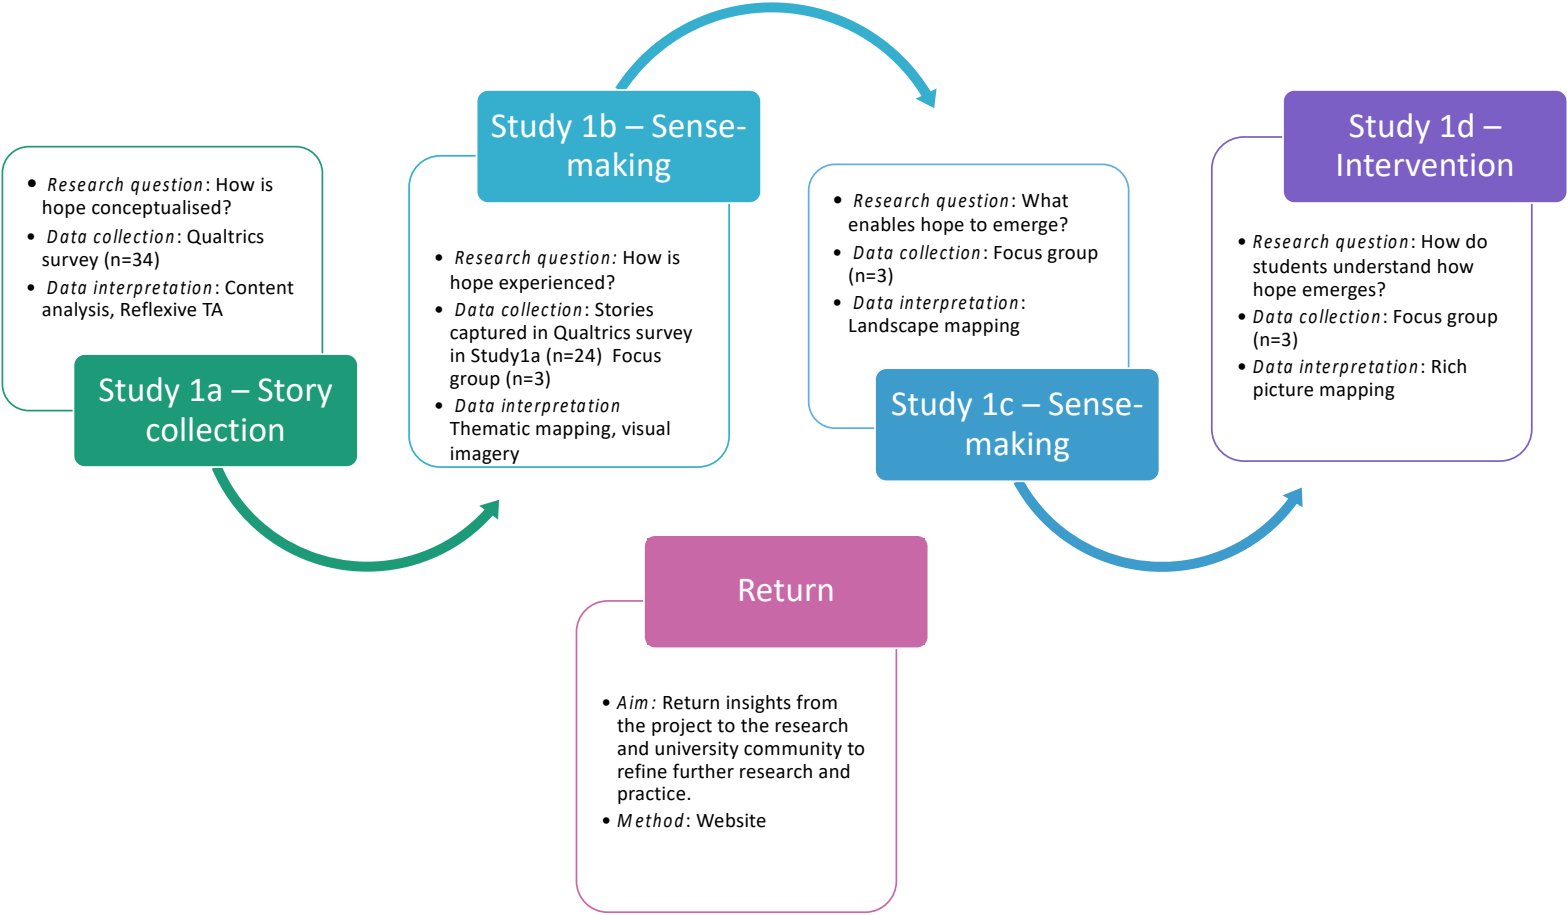 • Research question: How is
hope conceptualised?
• Data collection: Qualtrics
survey (n=34)
• Data interpretation: Content
analysis, Reflexive TA
Study 1a – Story
collection
Study 1b – Sense-
making
• Research question: How is
hope experienced?
• Data collection: Stories
captured in Qualtrics survey
in Study1a (n=24) Focus
group (n=3)
• Data interpretation
Thematic mapping, visual
imagery
• Research question: What
enables hope to emerge?
• Data collection: Focus group
(n=3)
• Data interpretation:
Landscape mapping
Study 1c – Sense-
making
Study 1d –
Intervention
• Research question: How do
students understand how
hope emerges?
• Data collection: Focus group
(n=3)
• Data interpretation: Rich
picture mapping
Return
• Aim: Return insights from
the project to the research
and university community to
refine further research and
practice.
• Method: Website